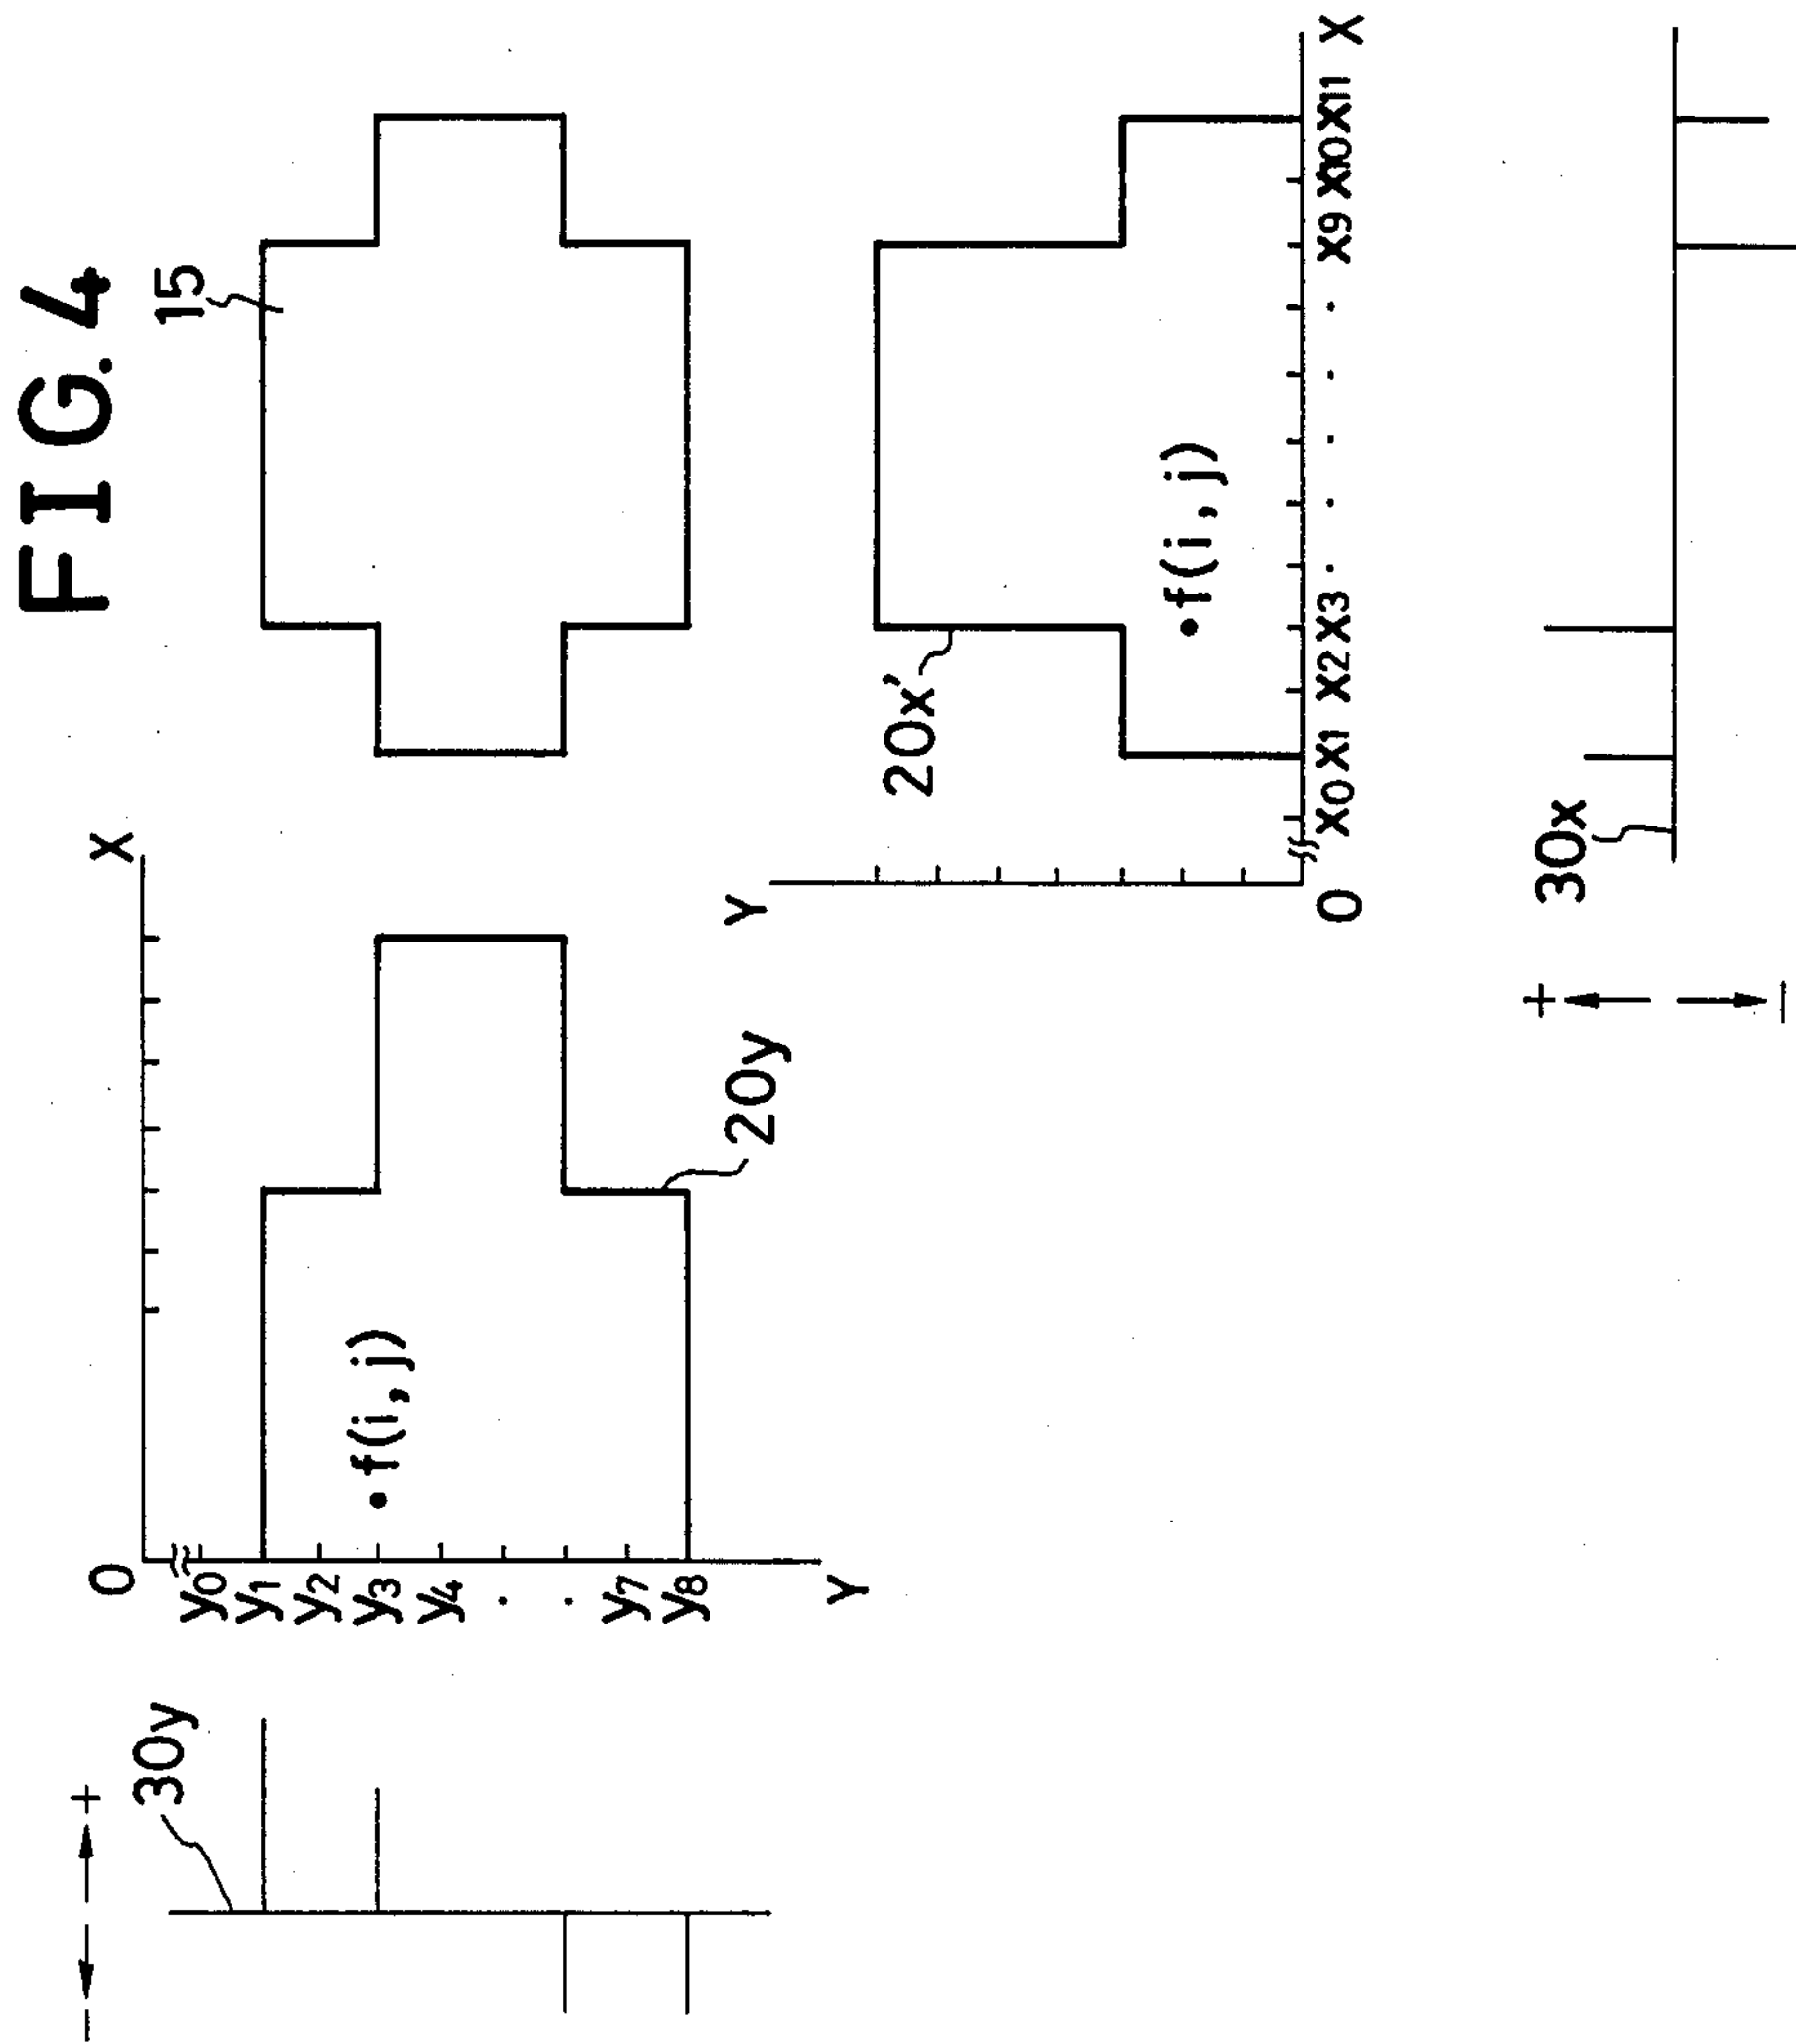 FIG. 4
15
X
0
y0
y1
y2
y3
y4
.
.
y7
y8
Y
• f(i, j)
20y
− ← → +
30y
Y
20x'
• f(i, j)
0
X0 X1 X2 X3 . . . . . X9 X10 X11 X
+
−
30x